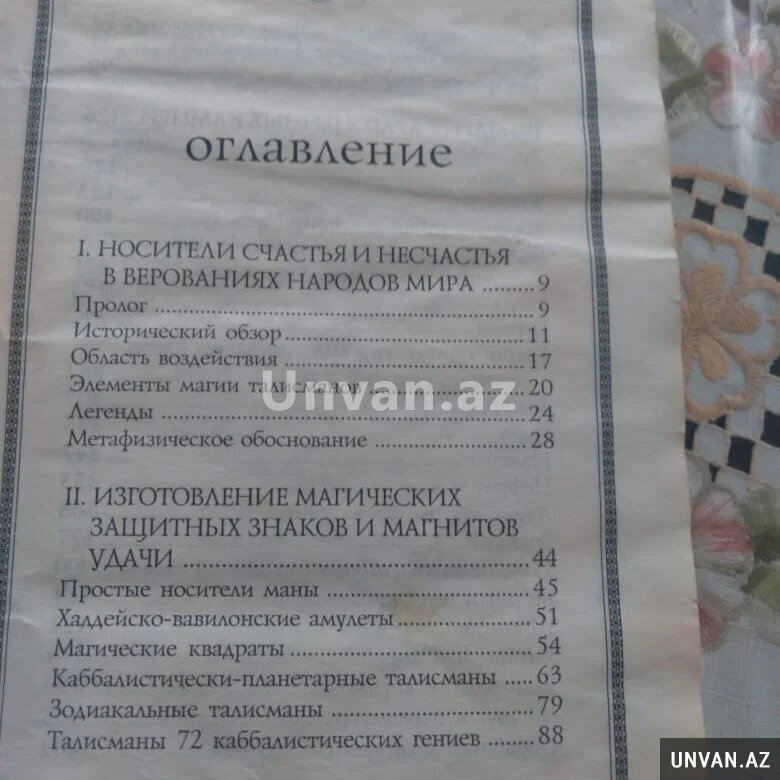 оглавление
I. НОСИТЕЛИ СЧАСТЬЯ И НЕСЧАСТЬЯ
В ВЕРОВАНИЯХ НАРОДОВ МИРА .........9
Пролог ..........................................................9
Исторический обзор.....................................11
Область воздействия .....................................17
Элементы магии талисманов .......................20
Легенды .......................................................24
Метафизическое обоснование ......................28
II. ИЗГОТОВЛЕНИЕ МАГИЧЕСКИХ
ЗАЩИТНЫХ ЗНАКОВ И МАГНИТОВ
УДАЧИ ..................................................44
Простые носители маны ..............................45
Халдейско-вавилонские амулеты....................51
Магические квадраты ...................................54
Каббалистически-планетарные талисманы .....63
Зодиакальные талисманы ..............................79
Талисманы 72 каббалистических гениев ........88
Unvan.az
UNVAN.AZ